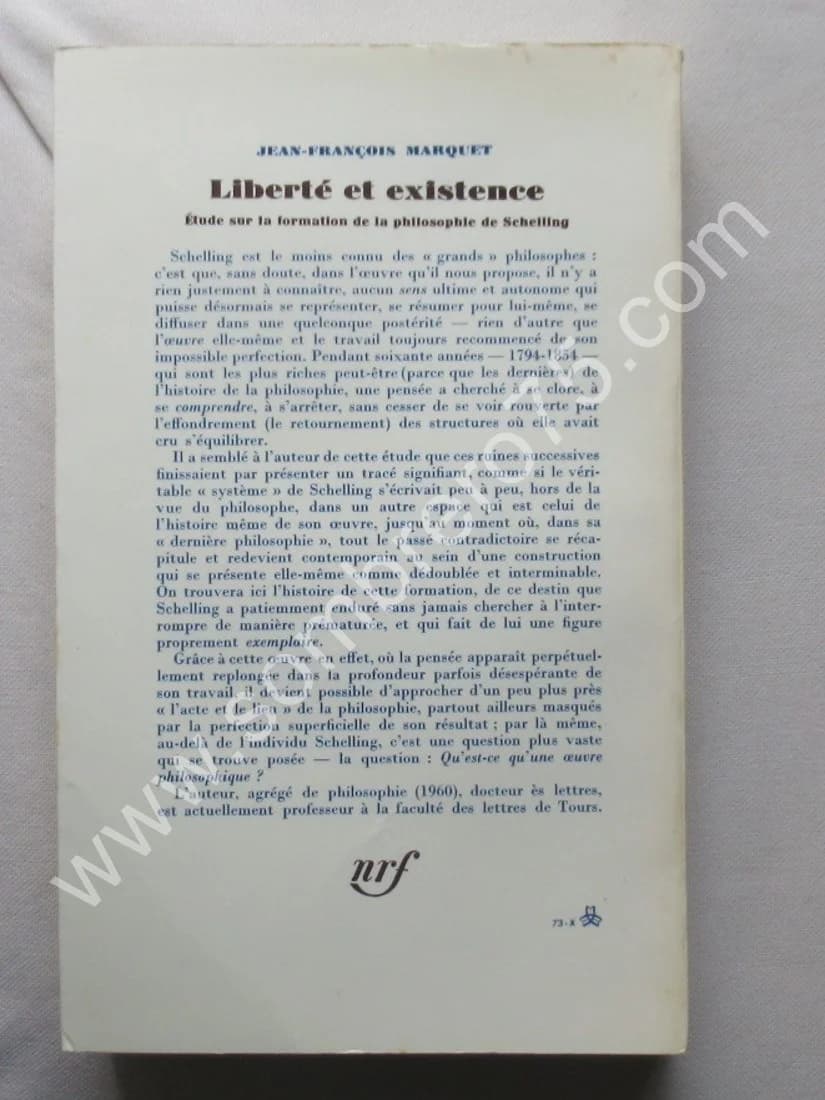 JEAN-FRANÇOIS MARQUET
Liberté et existence
Étude sur la formation de la philosophie de Schelling
Schelling est le moins connu des « grands » philosophes :
c'est que, sans doute, dans l'œuvre qu'il nous propose, il n'y a
rien justement à connaître, aucun sens ultime et autonome qui
puisse désormais se représenter, se résumer pour lui-même, se
diffuser dans une quelconque postérité — rien d'autre que
l'œuvre elle-même et le travail toujours recommencé de son
impossible perfection. Pendant soixante années — 1794-1854 —
qui sont les plus riches peut-être (parce que les dernières) de
l'histoire de la philosophie, une pensée a cherché à se clore, à
se comprendre, à s'arrêter, sans cesser de se voir rouverte par
l'effondrement (le retournement) des structures où elle avait
cru s'équilibrer.
Il a semblé à l'auteur de cette étude que ces ruines successives
finissaient par présenter un tracé signifiant, comme si le véri-
table « système » de Schelling s'écrivait peu à peu, hors de la
vue du philosophe, dans un autre espace qui est celui de
l'histoire même de son œuvre, jusqu'au moment où, dans sa
« dernière philosophie », tout le passé contradictoire se réca-
pitule et redevient contemporain au sein d'une construction
qui se présente elle-même comme dédoublée et interminable.
On trouvera ici l'histoire de cette formation, de ce destin que
Schelling a patiemment enduré sans jamais chercher à l'inter-
rompre de manière prématurée, et qui fait de lui une figure
proprement exemplaire.
Grâce à cette œuvre en effet, où la pensée apparaît perpétuel-
lement replongée dans la profondeur parfois désespérante de
son travail, il devient possible d'approcher d'un peu plus près
« l'acte et le lien » de la philosophie, partout ailleurs masqués
par la perfection superficielle de son résultat ; par là même,
au-delà de l'individu Schelling, c'est une question plus vaste
qui se trouve posée — la question : Qu'est-ce qu'une œuvre
philosophique ?
L'auteur, agrégé de philosophie (1960), docteur ès lettres,
est actuellement professeur à la faculté des lettres de Tours.
nrf
73-X
www.sombrero75.com